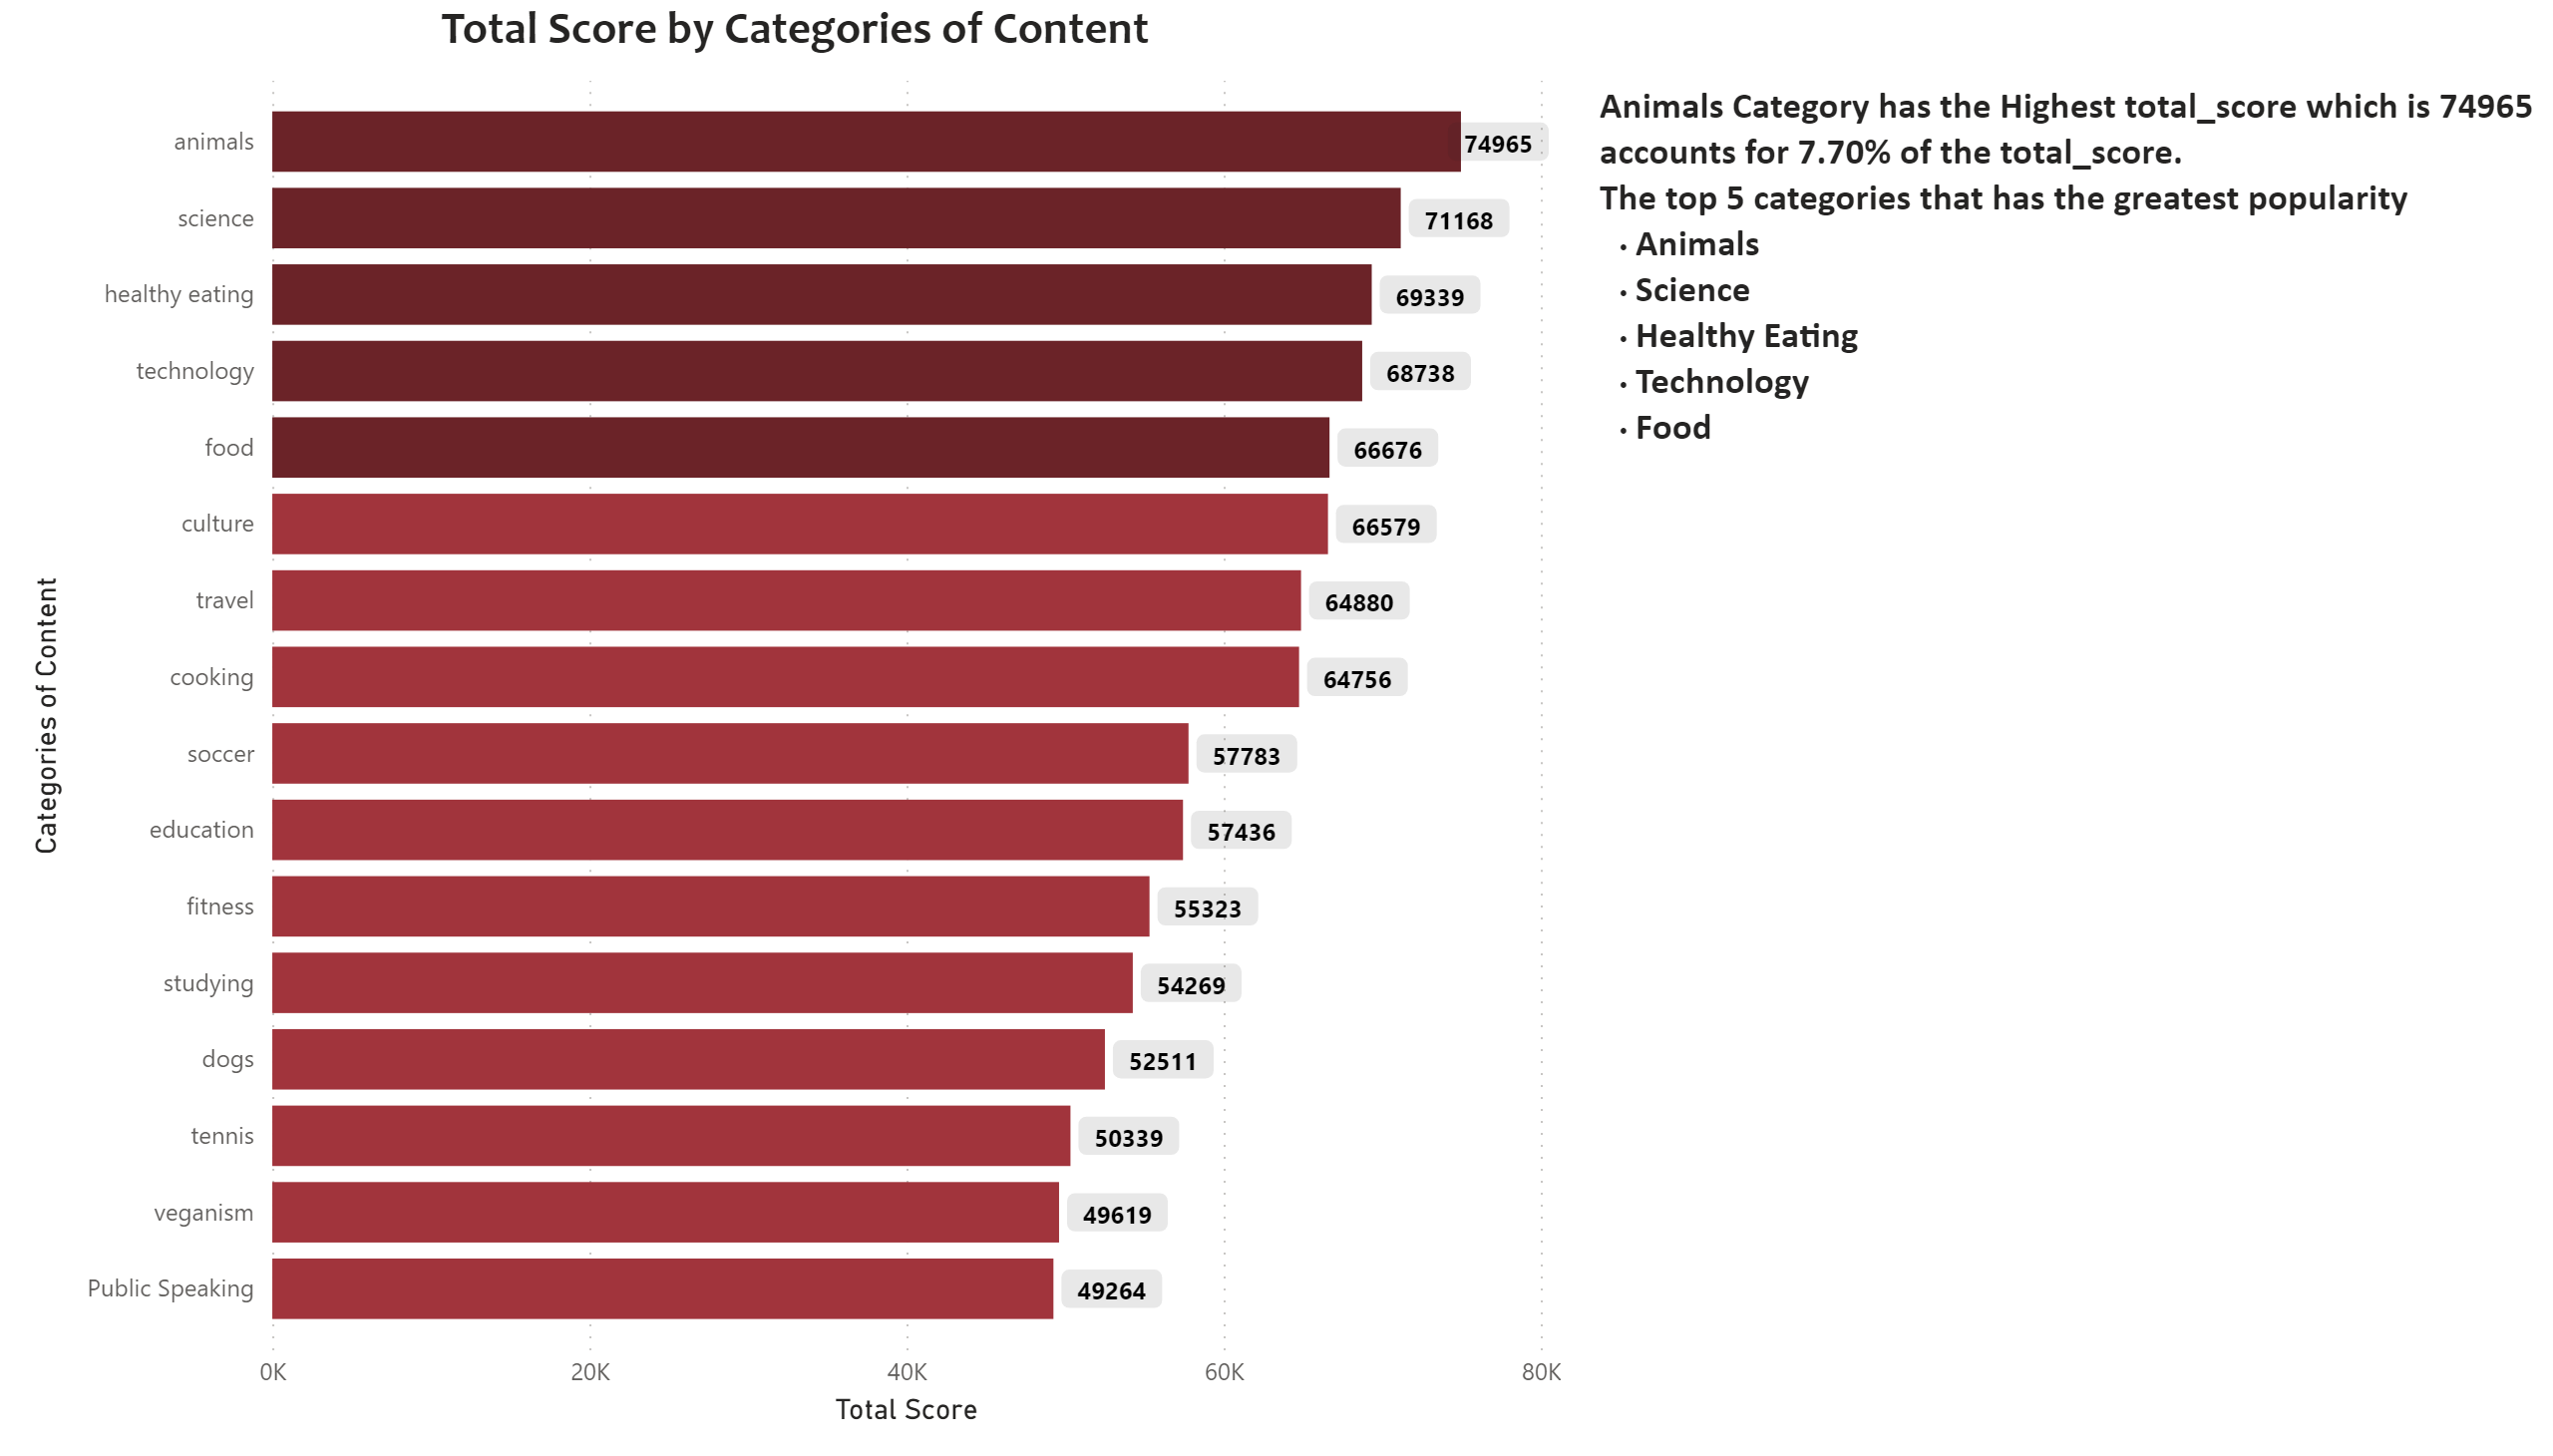 Total Score by Categories of Content
Animals Category has the Highest total_score which is 74965
accounts for 7.70% of the total_score.
The top 5 categories that has the greatest popularity
• Animals
• Science
• Healthy Eating
• Technology
• Food
Categories of Content
animals 74965
science 71168
healthy eating 69339
technology 68738
food 66676
culture 66579
travel 64880
cooking 64756
soccer 57783
education 57436
fitness 55323
studying 54269
dogs 52511
tennis 50339
veganism 49619
Public Speaking 49264
0K 20K 40K 60K 80K
Total Score